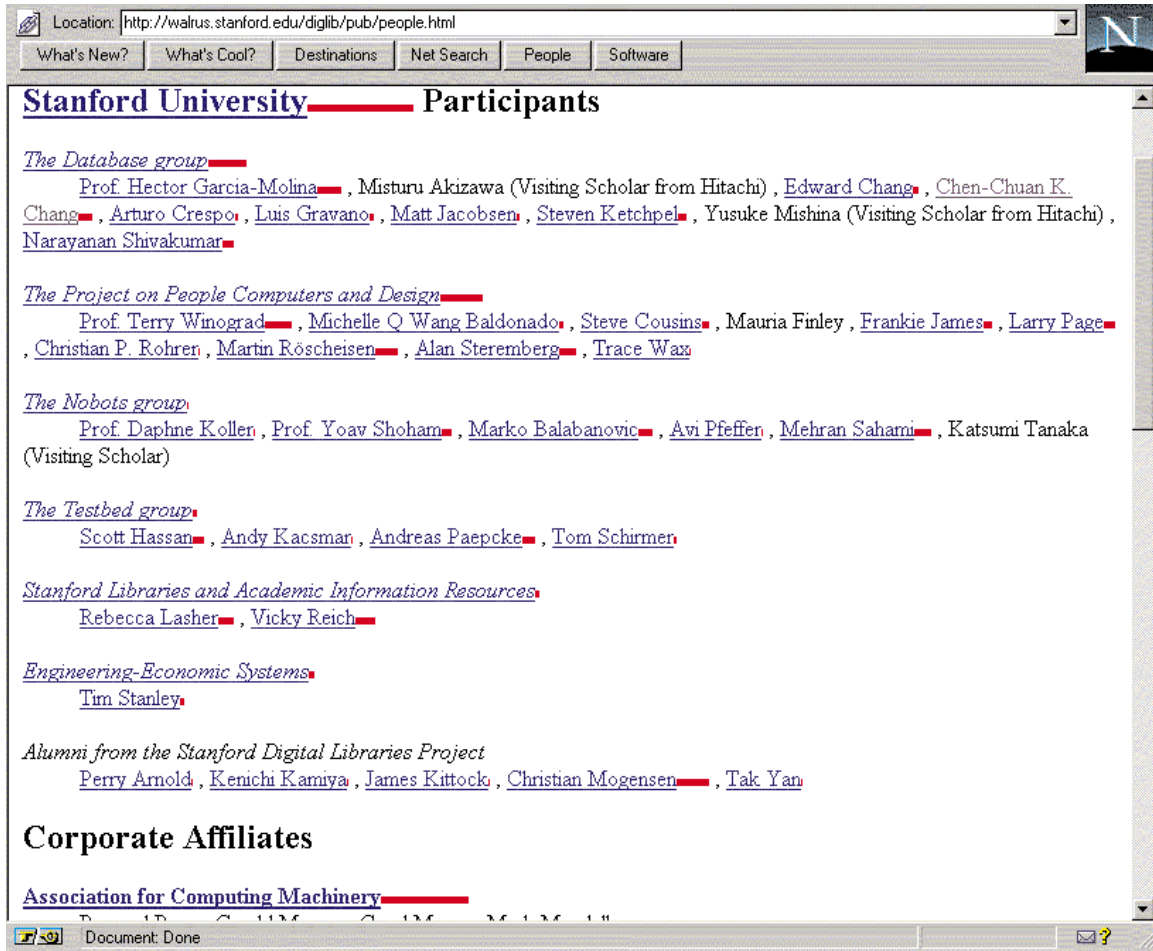 Location: http://walrus.stanford.edu/diglib/pub/people.html
N
What's New? What's Cool? Destinations Net Search People Software
Stanford University Participants
The Database group
Prof. Hector Garcia-Molina , Misturu Akizawa (Visiting Scholar from Hitachi) , Edward Chang , Chen-Chuan K.
Chang , Arturo Crespo , Luis Gravano , Matt Jacobsen , Steven Ketchpel , Yusuke Mishina (Visiting Scholar from Hitachi) ,
Narayanan Shivakumar
The Project on People Computers and Design
Prof. Terry Winograd , Michelle Q Wang Baldonado , Steve Cousins , Mauria Finley , Frankie James , Larry Page
, Christian P. Rohrer , Martin Röscheisen , Alan Steremberg , Trace Wax
The Nobots group
Prof. Daphne Koller , Prof. Yoav Shoham , Marko Balabanovic , Avi Pfeffer , Mehran Sahami , Katsumi Tanaka
(Visiting Scholar)
The Testbed group
Scott Hassan , Andy Kacsmar , Andreas Paepcke , Tom Schirmer
Stanford Libraries and Academic Information Resources
Rebecca Lasher , Vicky Reich
Engineering-Economic Systems
Tim Stanley
Alumni from the Stanford Digital Libraries Project
Perry Arnold , Kenichi Kamiya , James Kittock , Christian Mogensen , Tak Yan
Corporate Affiliates
Association for Computing Machinery
Document: Done